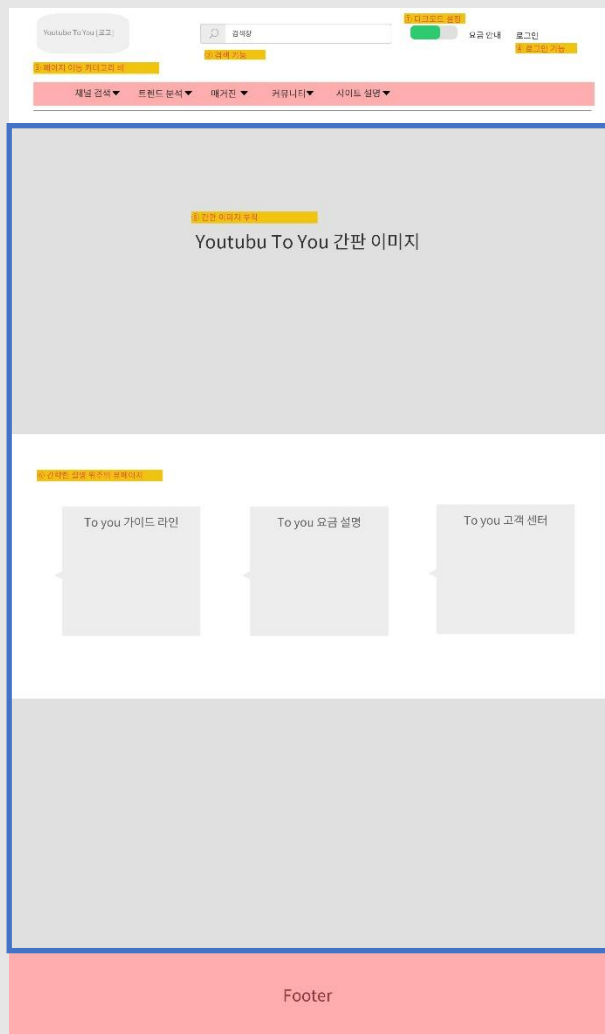 ① 다크모드 설정
Youtube To You [로고]
검색창
요금 안내
로그인
② 검색 기능
④ 로그인 기능
③ 페이지 이동 카테고리 바
채널 검색▼ 트렌드 분석▼ 매거진 ▼ 커뮤니티▼ 사이트 설명▼
⑤ 간판 이미지 부착
Youtubu To You 간판 이미지
⑥ 간략한 설명 위주의 홈페이지
To you 가이드 라인
To you 요금 설명
To you 고객 센터
Footer